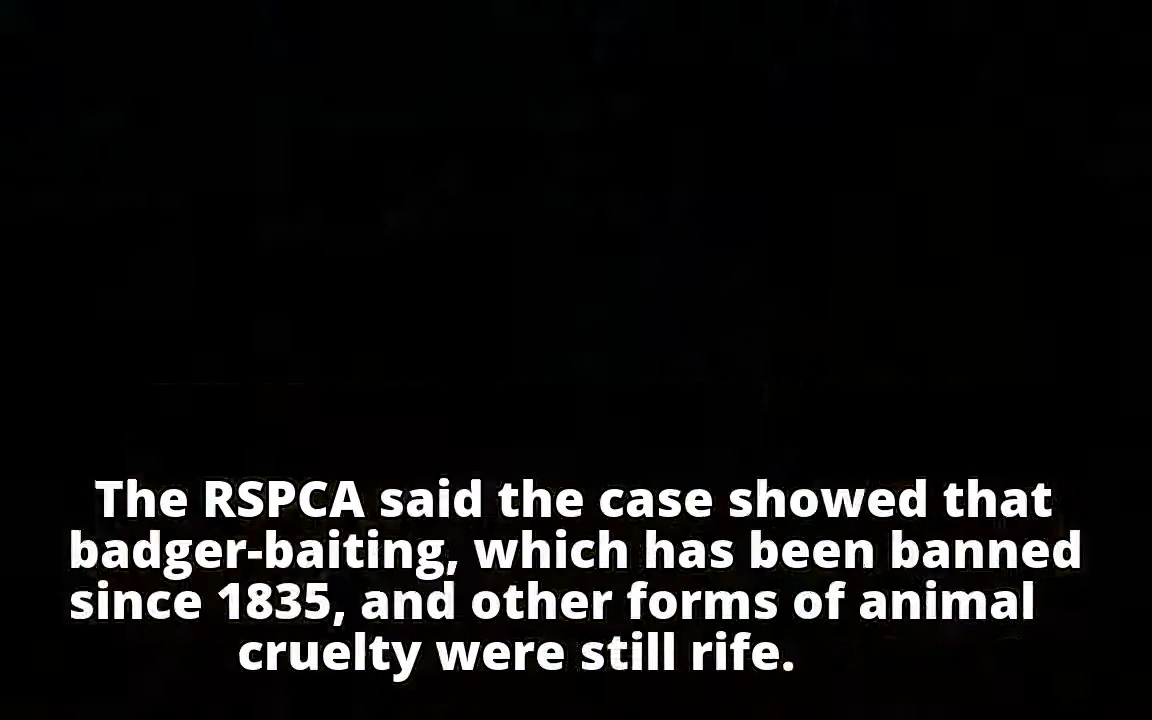 The RSPCA said the case showed that
badger-baiting, which has been banned
since 1835, and other forms of animal
cruelty were still rife.